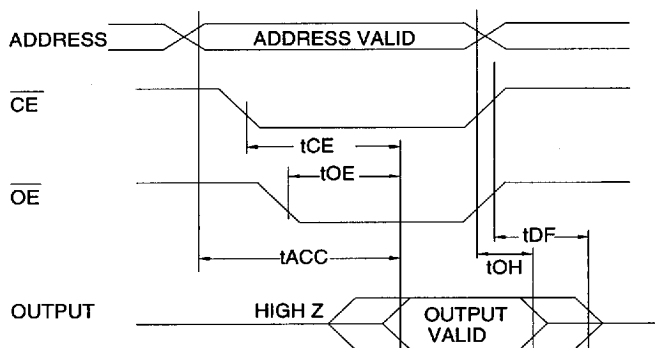 ADDRESS
ADDRESS VALID
CE
tCE
tOE
OE
tDF
tACC
tOH
OUTPUT
HIGH Z
OUTPUT
VALID